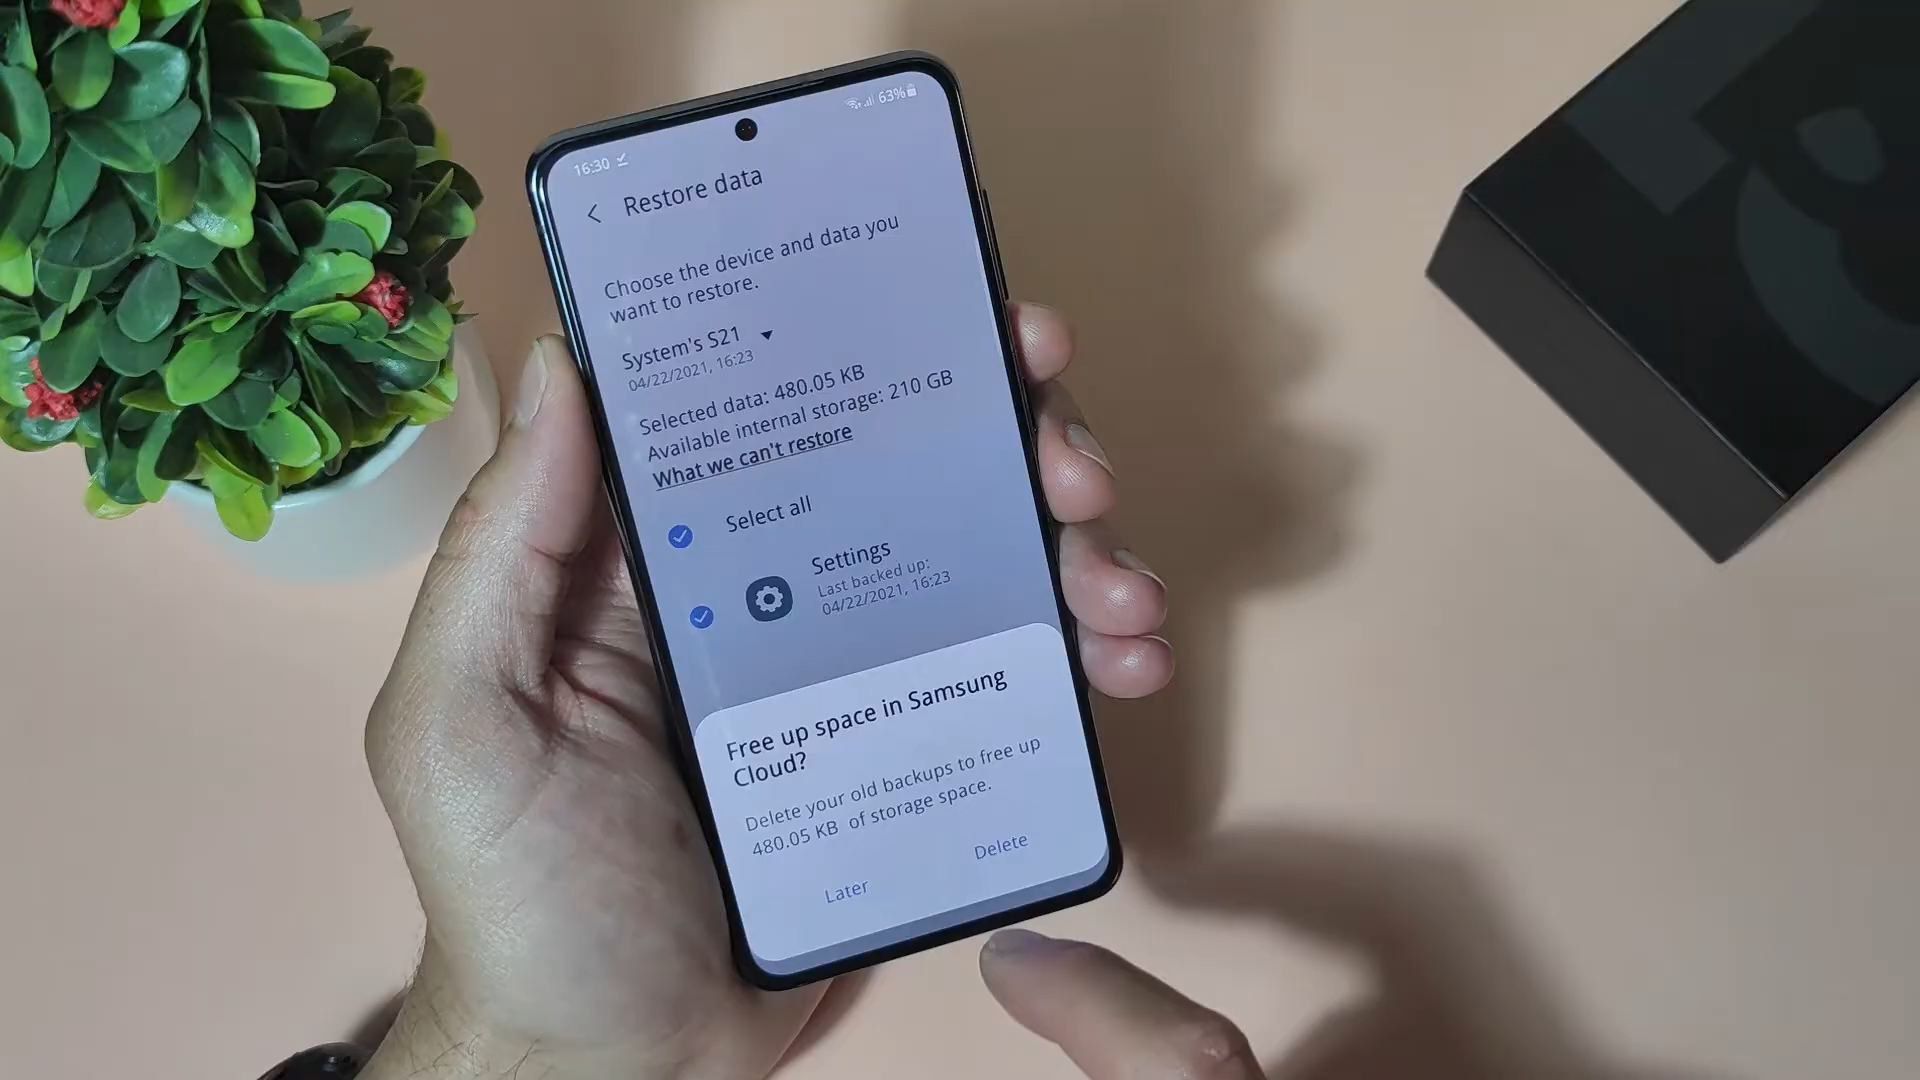 16:30
63%
Restore data
Choose the device and data you
want to restore.
System's S21
04/22/2021, 16:23
Selected data: 480.05 KB
Available internal storage: 210 GB
What we can't restore
Select all
Settings
Last backed up:
04/22/2021, 16:23
Free up space in Samsung
Cloud?
Delete your old backups to free up
480.05 KB of storage space.
Later
Delete